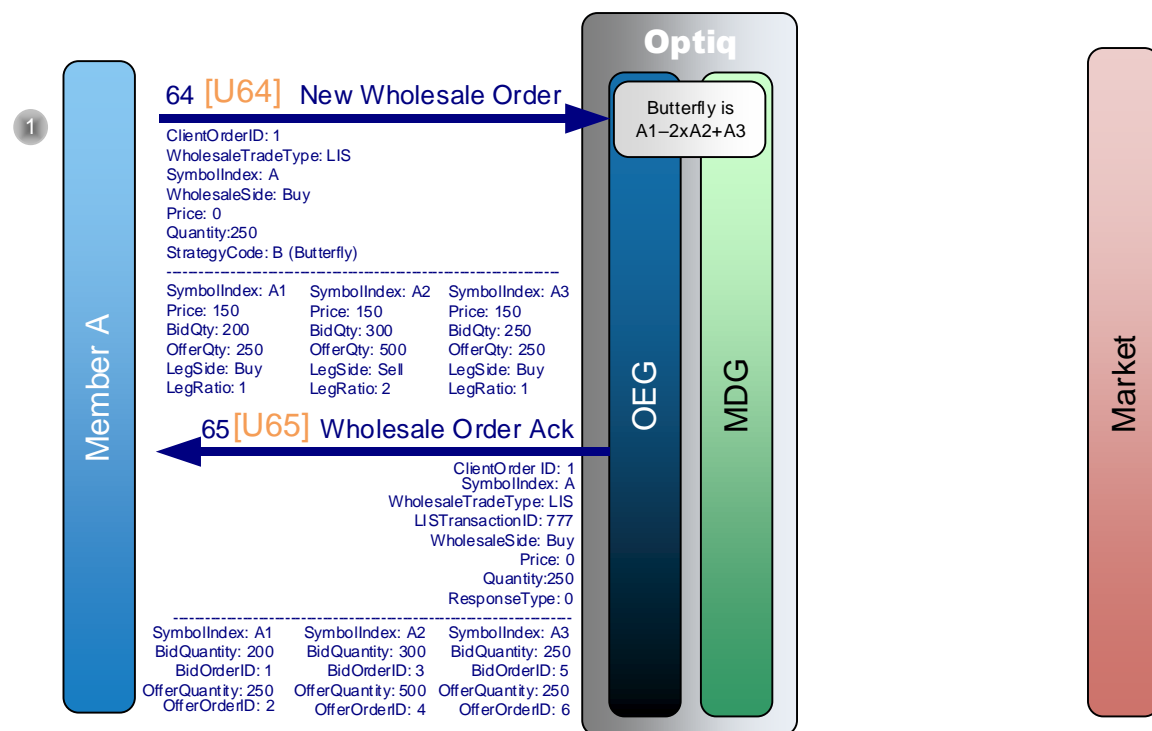 Optiq
64 [U64] New Wholesale Order
1
Butterfly is
A1–2xA2+A3
ClientOrderID: 1
WholesaleTradeType: LIS
SymbolIndex: A
WholesaleSide: Buy
Price: 0
Quantity:250
StrategyCode: B (Butterfly)
SymbolIndex: A1 SymbolIndex: A2 SymbolIndex: A3
Price: 150 Price: 150 Price: 150
BidQty: 200 BidQty: 300 BidQty: 250
OfferQty: 250 OfferQty: 500 OfferQty: 250
LegSide: Buy LegSide: Sell LegSide: Buy
LegRatio: 1 LegRatio: 2 LegRatio: 1
Member A
OEG
MDG
Market
65 [U65] Wholesale Order Ack
ClientOrder ID: 1
SymbolIndex: A
WholesaleTradeType: LIS
LISTransactionID: 777
WholesaleSide: Buy
Price: 0
Quantity:250
ResponseType: 0
SymbolIndex: A1 SymbolIndex: A2 SymbolIndex: A3
BidQuantity: 200 BidQuantity: 300 BidQuantity: 250
BidOrderID: 1 BidOrderID: 3 BidOrderID: 5
OfferQuantity: 250 OfferQuantity: 500 OfferQuantity: 250
OfferOrderID: 2 OfferOrderID: 4 OfferOrderID: 6